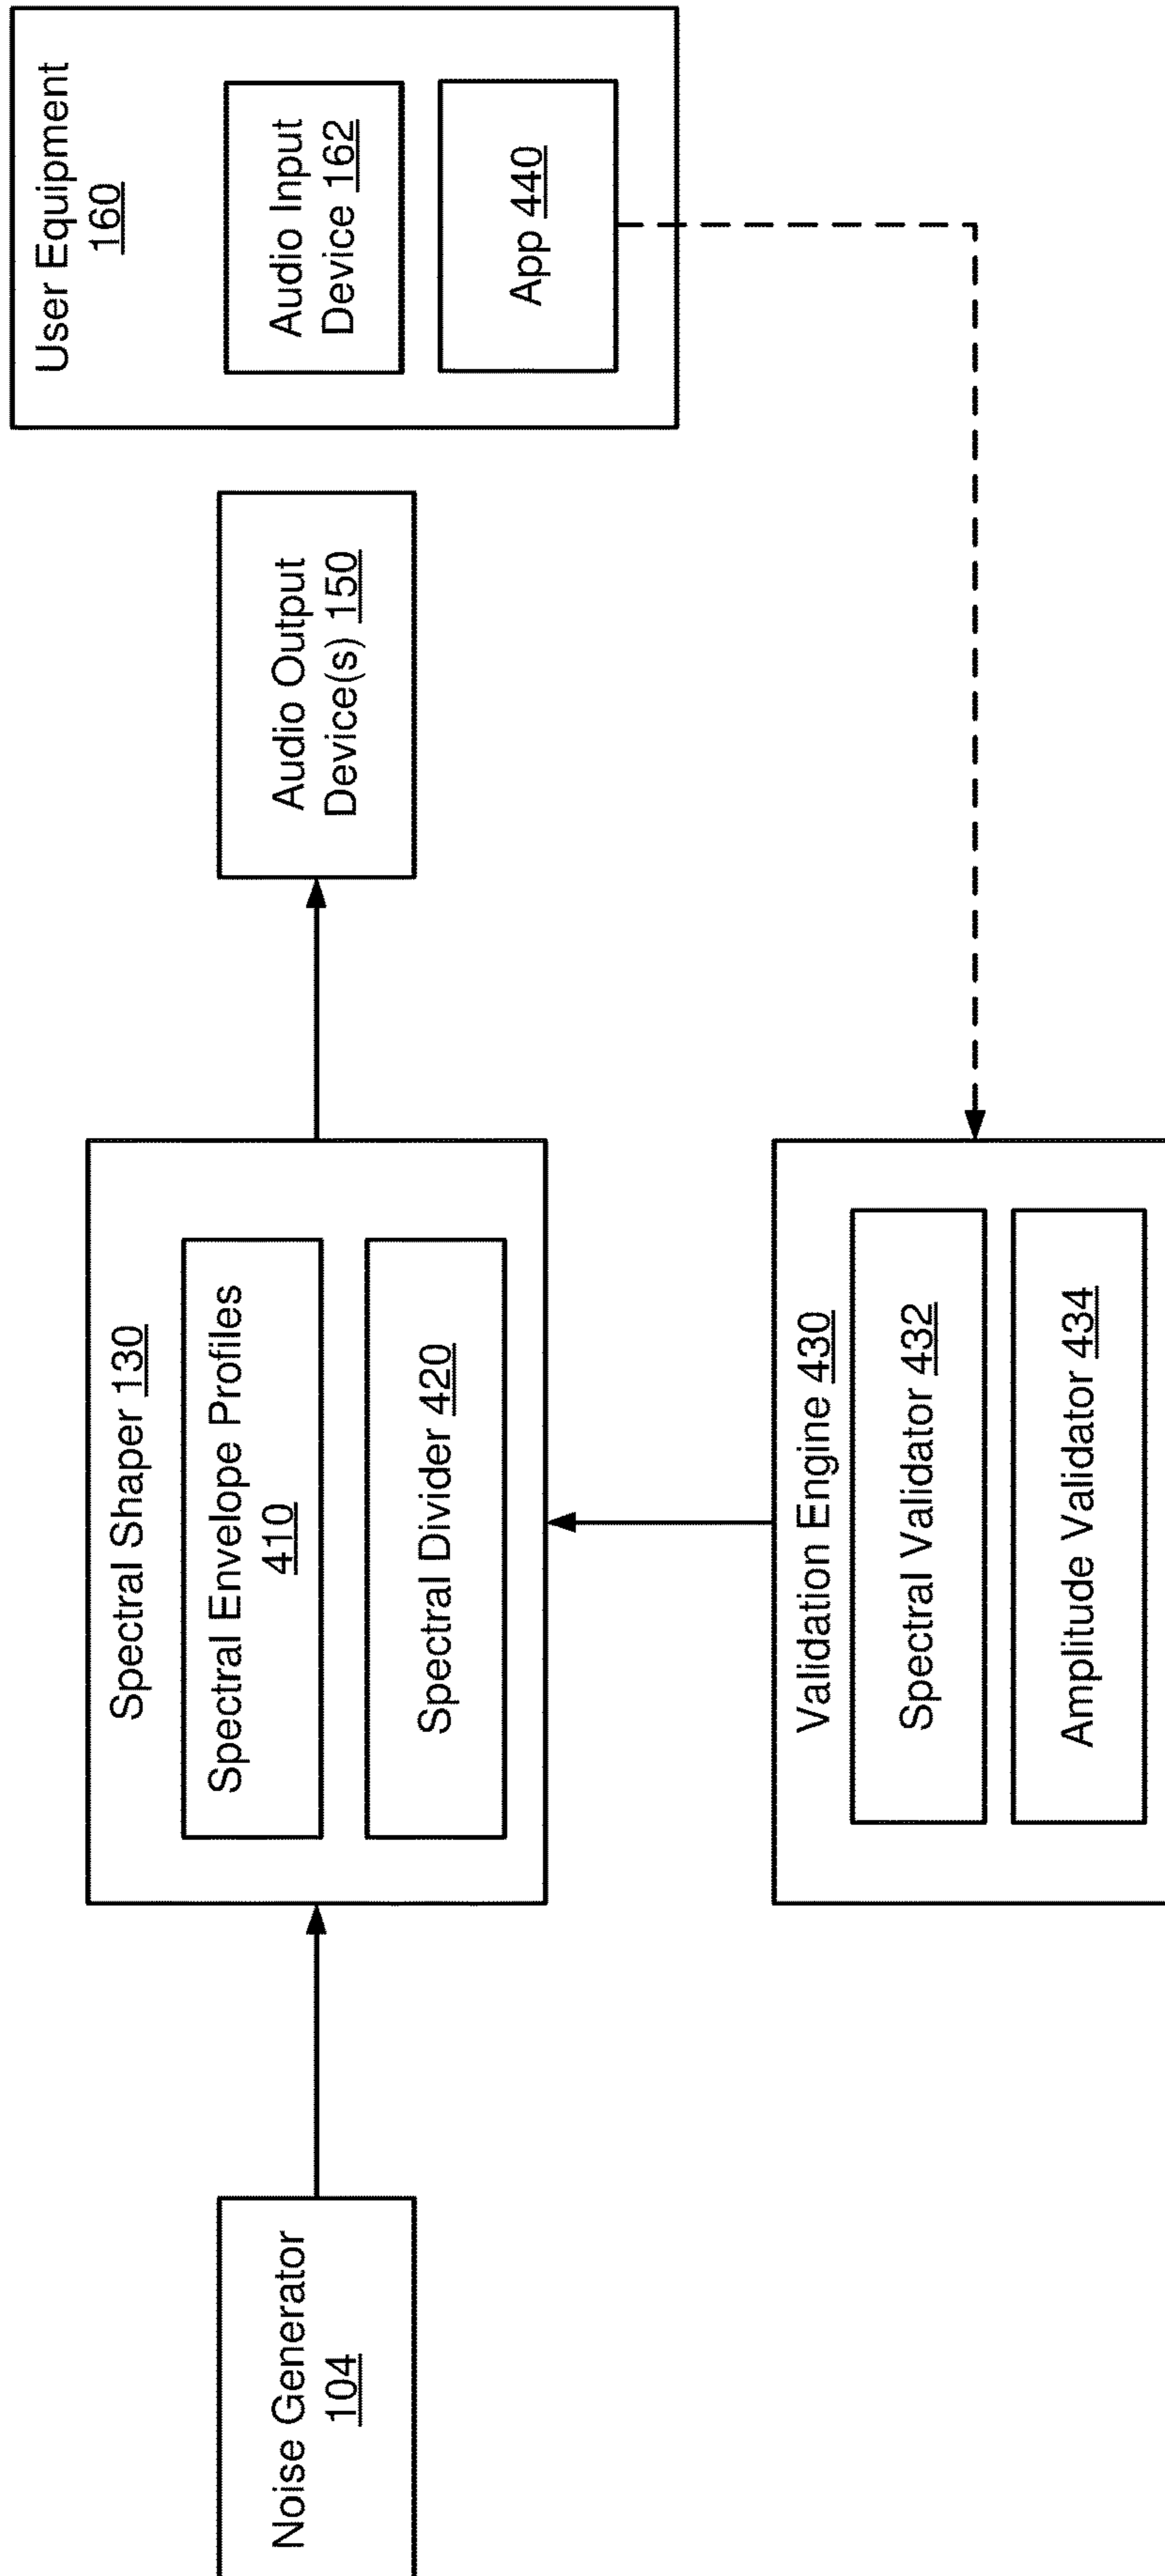 Noise Generator
104
Spectral Shaper 130
Spectral Envelope Profiles
410
Spectral Divider 420
Validation Engine 430
Spectral Validator 432
Amplitude Validator 434
Audio Output
Device(s) 150
User Equipment
160
Audio Input
Device 162
App 440